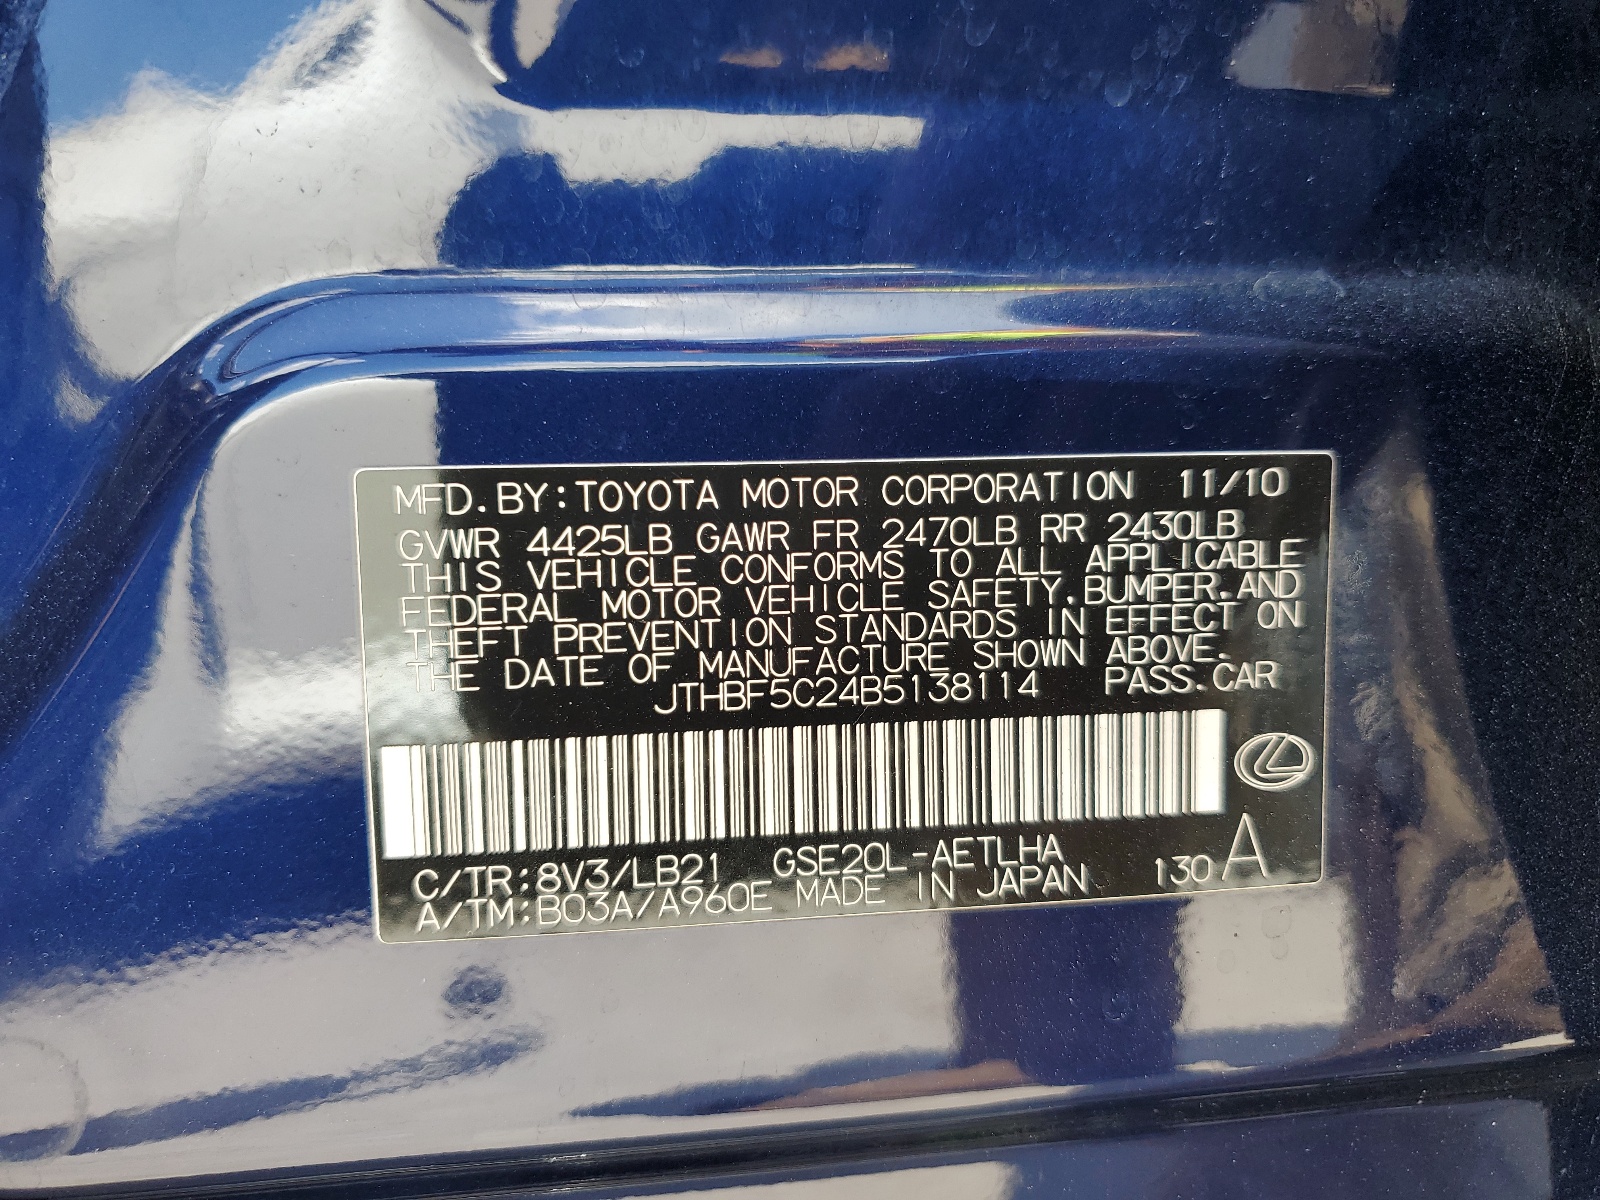 MFD. BY: TOYOTA MOTOR CORPORATION 11/10
GVWR 4425LB GAWR FR 2470LB RR 2430LB
THIS VEHICLE CONFORMS TO ALL APPLICABLE
FEDERAL MOTOR VEHICLE SAFETY, BUMPER, AND
THEFT PREVENTION STANDARDS IN EFFECT ON
THE DATE OF MANUFACTURE SHOWN ABOVE.
JTHBF5C24B5138114 PASS. CAR
C/TR: 8V3/LB21 GSE20L-AETLHA
A/TM: B03A/A960E MADE IN JAPAN 130 A